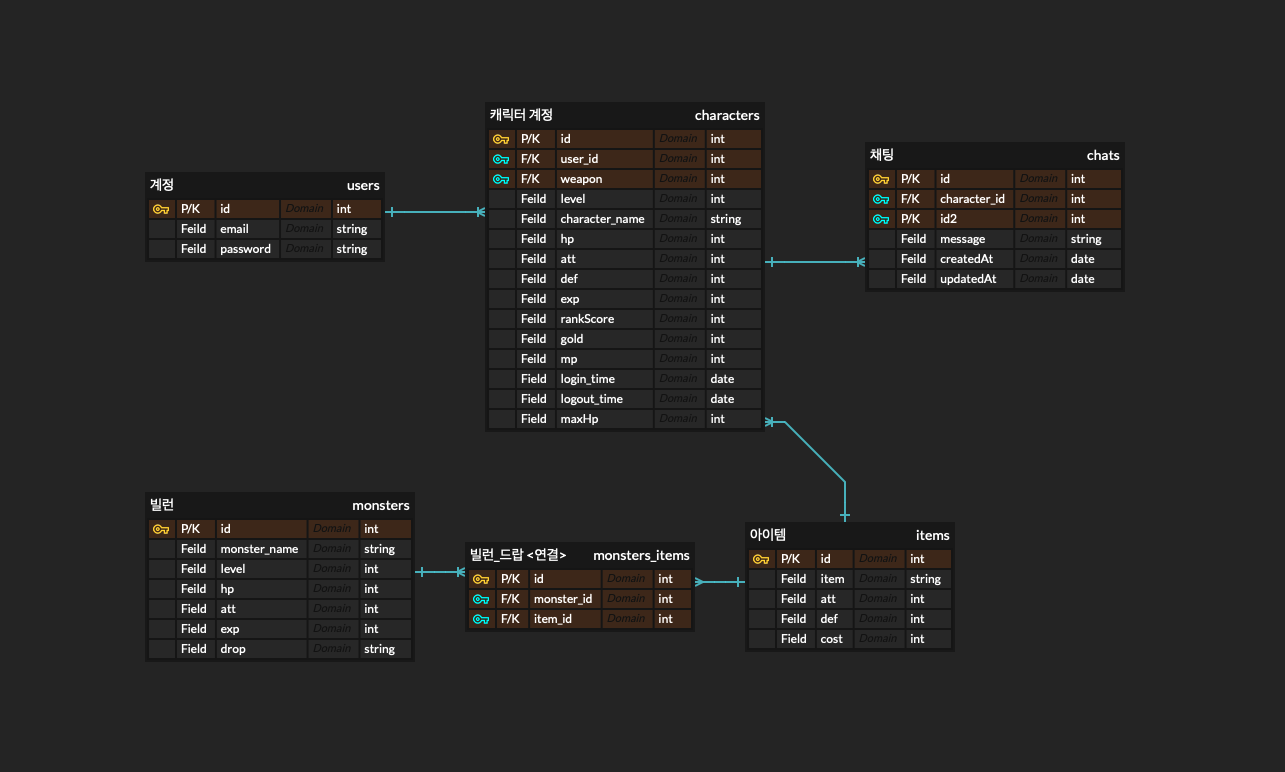 계정 users
P/K id Domain int
Feild email Domain string
Feild password Domain string
캐릭터 계정 characters
P/K id Domain int
F/K user_id Domain int
F/K weapon Domain int
Feild level Domain int
Feild character_name Domain string
Feild hp Domain int
Feild att Domain int
Feild def Domain int
Feild exp Domain int
Feild rankScore Domain int
Feild gold Domain int
Feild mp Domain int
Field login_time Domain date
Field logout_time Domain date
Field maxHp Domain int
채팅 chats
P/K id Domain int
F/K character_id Domain int
P/K id2 Domain int
Feild message Domain string
Feild createdAt Domain date
Feild updatedAt Domain date
빌런 monsters
P/K id Domain int
Feild monster_name Domain string
Feild level Domain int
Feild hp Domain int
Feild att Domain int
Field exp Domain int
Field drop Domain string
빌런_드랍 <연결> monsters_items
P/K id Domain int
F/K monster_id Domain int
F/K item_id Domain int
아이템 items
P/K id Domain int
Feild item Domain string
Feild att Domain int
Feild def Domain int
Field cost Domain int